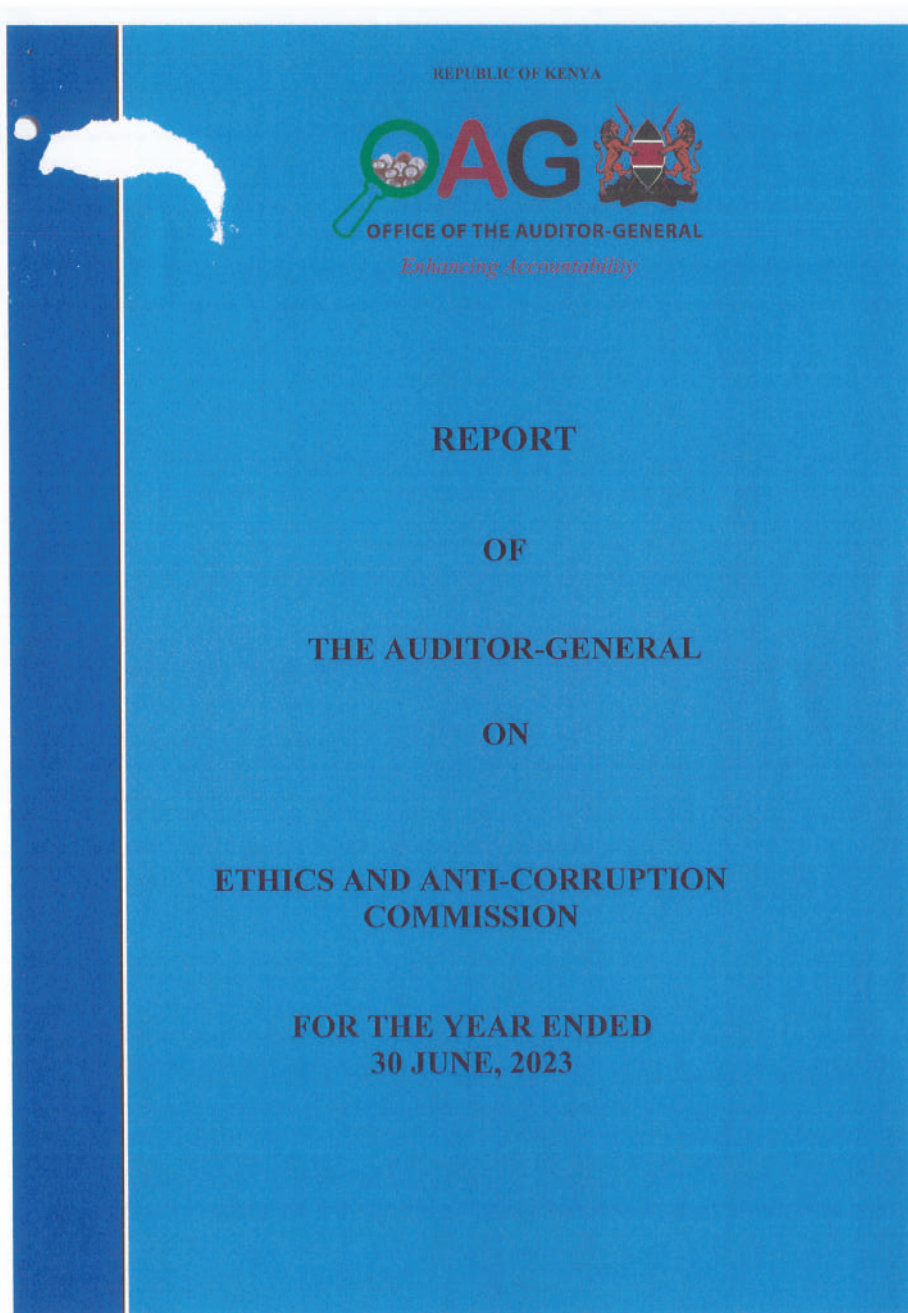 REPUBLIC OF KENYA
OAG
OFFICE OF THE AUDITOR-GENERAL
Enhancing Accountability
REPORT
OF
THE AUDITOR-GENERAL
ON
ETHICS AND ANTI-CORRUPTION
COMMISSION
FOR THE YEAR ENDED
30 JUNE, 2023